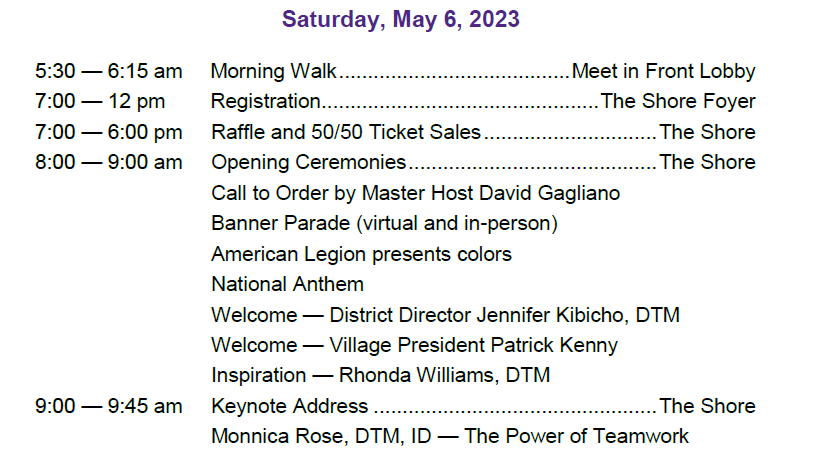 Saturday, May 6, 2023
5:30 — 6:15 am Morning Walk........................................Meet in Front Lobby
7:00 — 12 pm Registration................................................The Shore Foyer
7:00 — 6:00 pm Raffle and 50/50 Ticket Sales..............................The Shore
8:00 — 9:00 am Opening Ceremonies...........................................The Shore
Call to Order by Master Host David Gagliano
Banner Parade (virtual and in-person)
American Legion presents colors
National Anthem
Welcome — District Director Jennifer Kibicho, DTM
Welcome — Village President Patrick Kenny
Inspiration — Rhonda Williams, DTM
9:00 — 9:45 am Keynote Address .................................................The Shore
Monnica Rose, DTM, ID — The Power of Teamwork